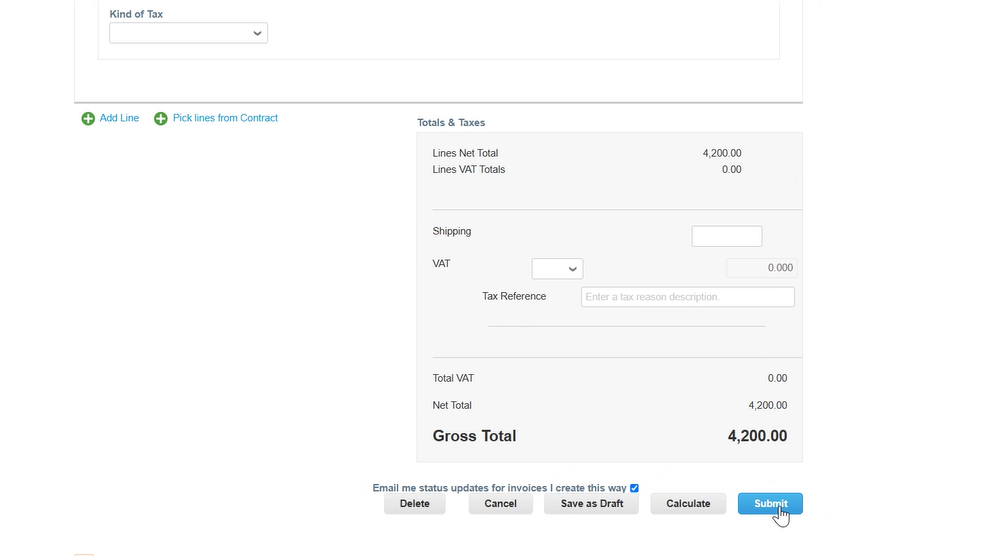 Kind of Tax
Add Line Pick lines from Contract
Totals & Taxes
Lines Net Total 4,200.00
Lines VAT Totals 0.00
Shipping
VAT 0.000
Tax Reference Enter a tax reason description.
Total VAT 0.00
Net Total 4,200.00
Gross Total 4,200.00
Email me status updates for invoices I create this way
Delete Cancel Save as Draft Calculate Submit